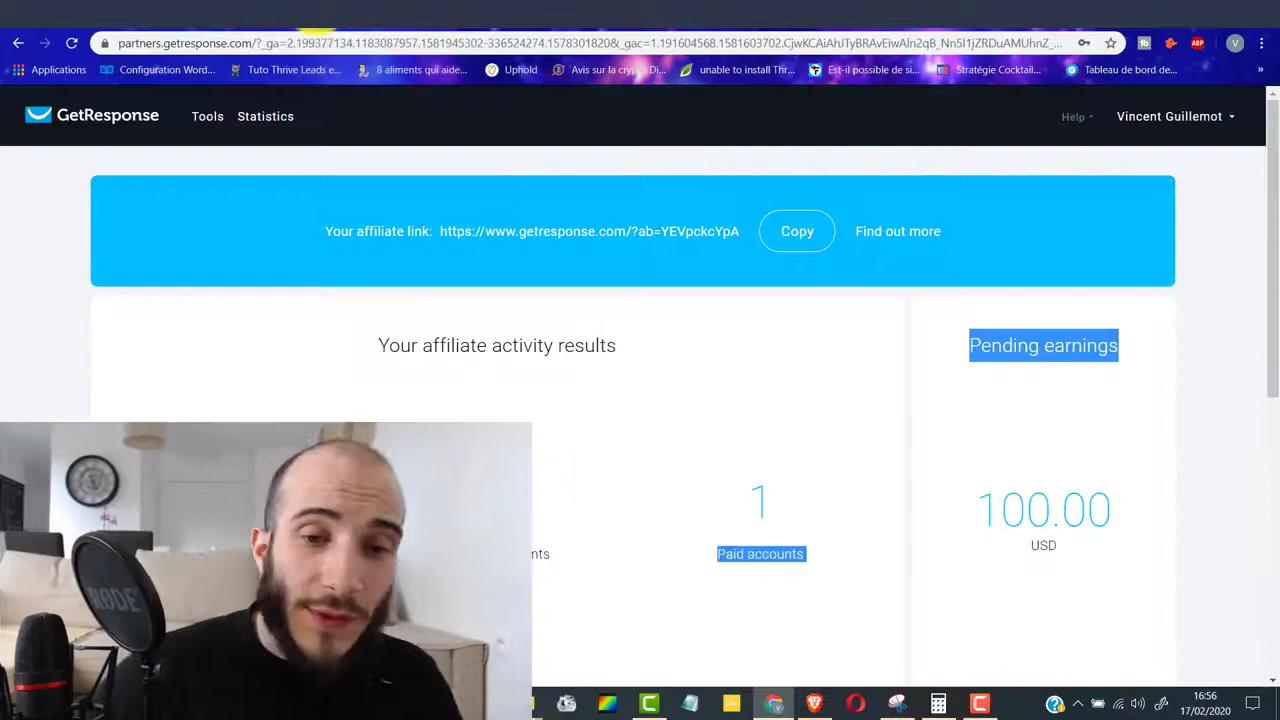 partners.getresponse.com/?_ga=2.199377134.1183087957.1581945302-336524274.1578301820&_gac=1.191604568.1581603702.CjwKCAiAhJTyBRAvEiwAln2qB_Nn5I1jZRDuAMUhnZ_...
Applications
Configuration Word...
Tuto Thrive Leads e...
8 aliments qui aide...
Uphold
Avis sur la crypto Di...
unable to install Thr...
Est-il possible de si...
Stratégie Cocktail...
Tableau de bord de...
»
GetResponse
Tools
Statistics
Help
Vincent Guillemot
Your affiliate link: https://www.getresponse.com/?ab=YEVpckcYpA
Copy
Find out more
Your affiliate activity results
Pending earnings
1
nts
Paid accounts
100.00
USD
RØDE
16:56
17/02/2020